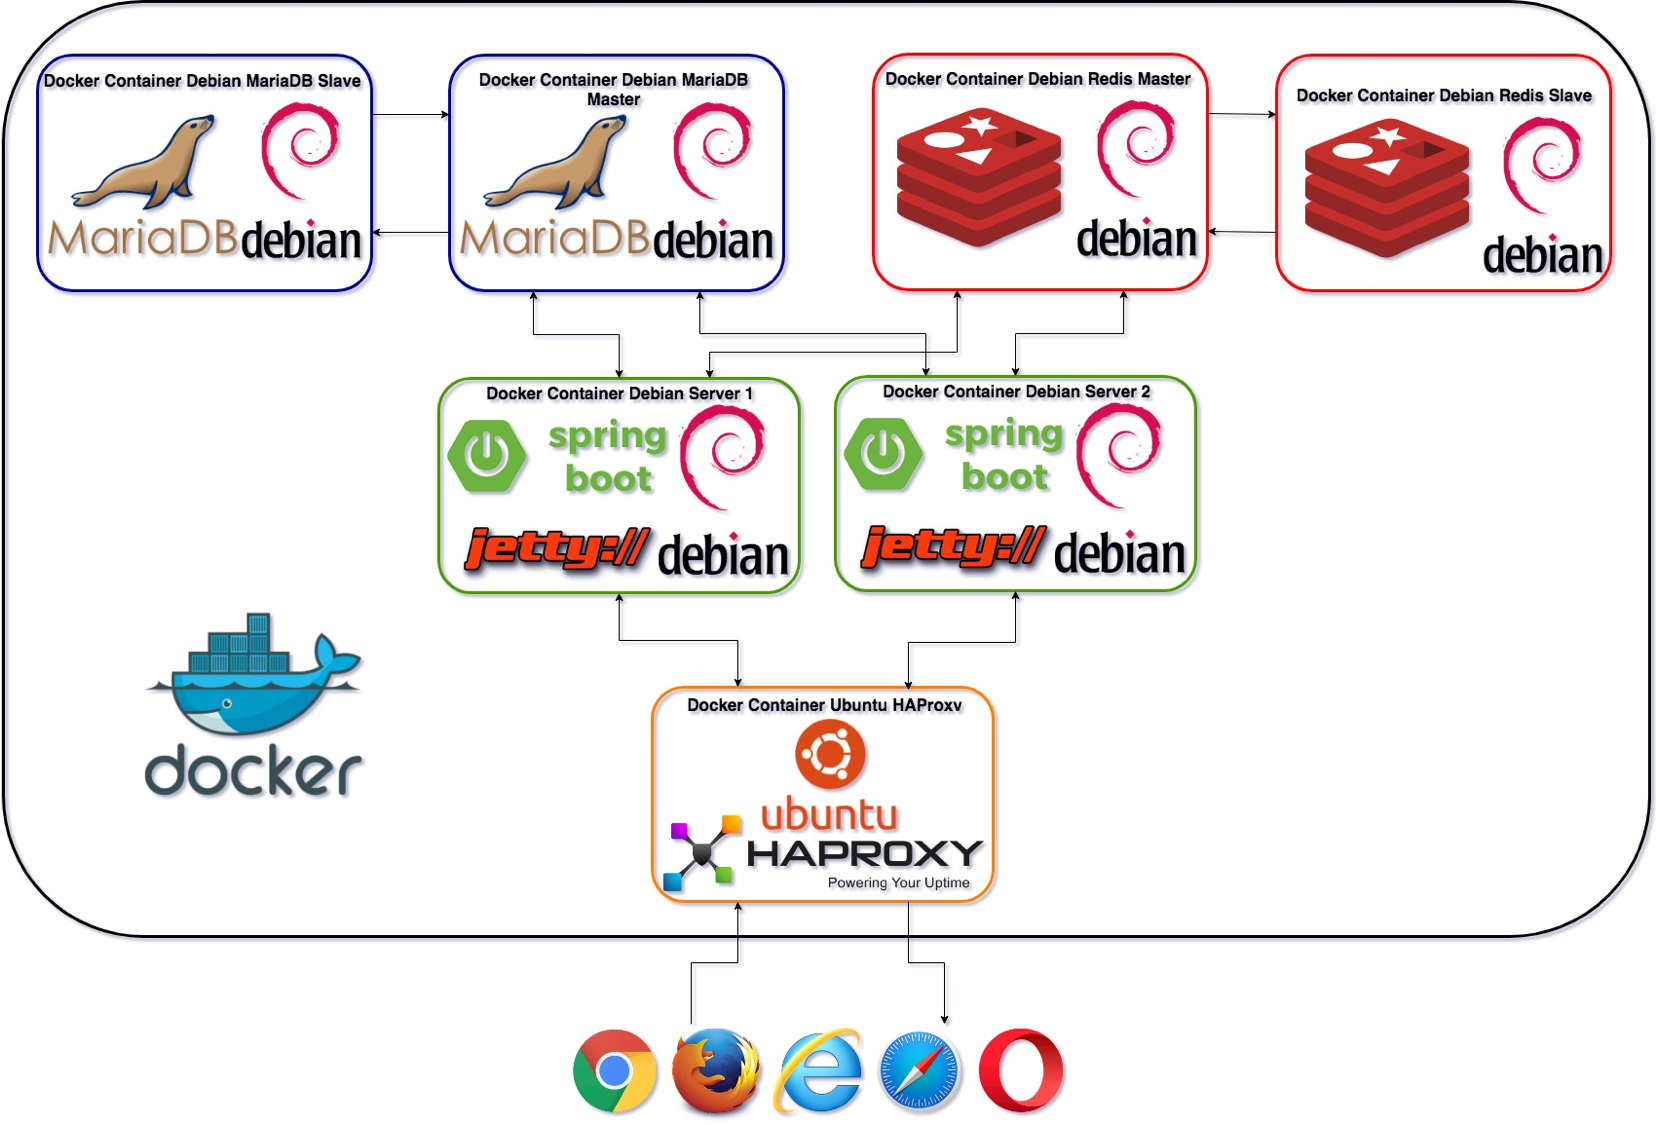 Docker Container Debian MariaDB Slave
MariaDB
debian
Docker Container Debian MariaDB
Master
MariaDB
debian
Docker Container Debian Redis Master
debian
Docker Container Debian Redis Slave
debian
Docker Container Debian Server 1
spring
boot
jetty://
debian
Docker Container Debian Server 2
spring
boot
jetty://
debian
docker
Docker Container Ubuntu HAProxy
ubuntu
HAPROXY
Powering Your Uptime